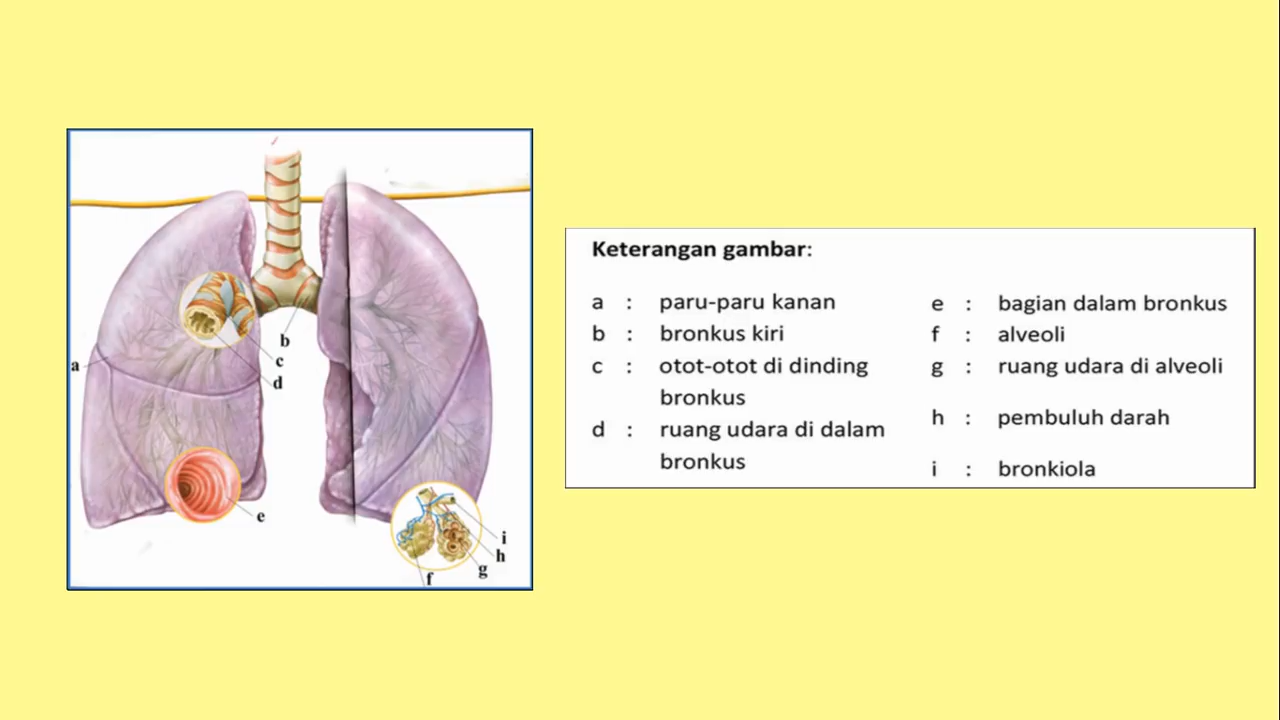 a
b
c
d
e
f
g
h
i
Keterangan gambar:
a : paru-paru kanan
b : bronkus kiri
c : otot-otot di dinding
bronkus
d : ruang udara di dalam
bronkus
e : bagian dalam bronkus
f : alveoli
g : ruang udara di alveoli
h : pembuluh darah
i : bronkiola